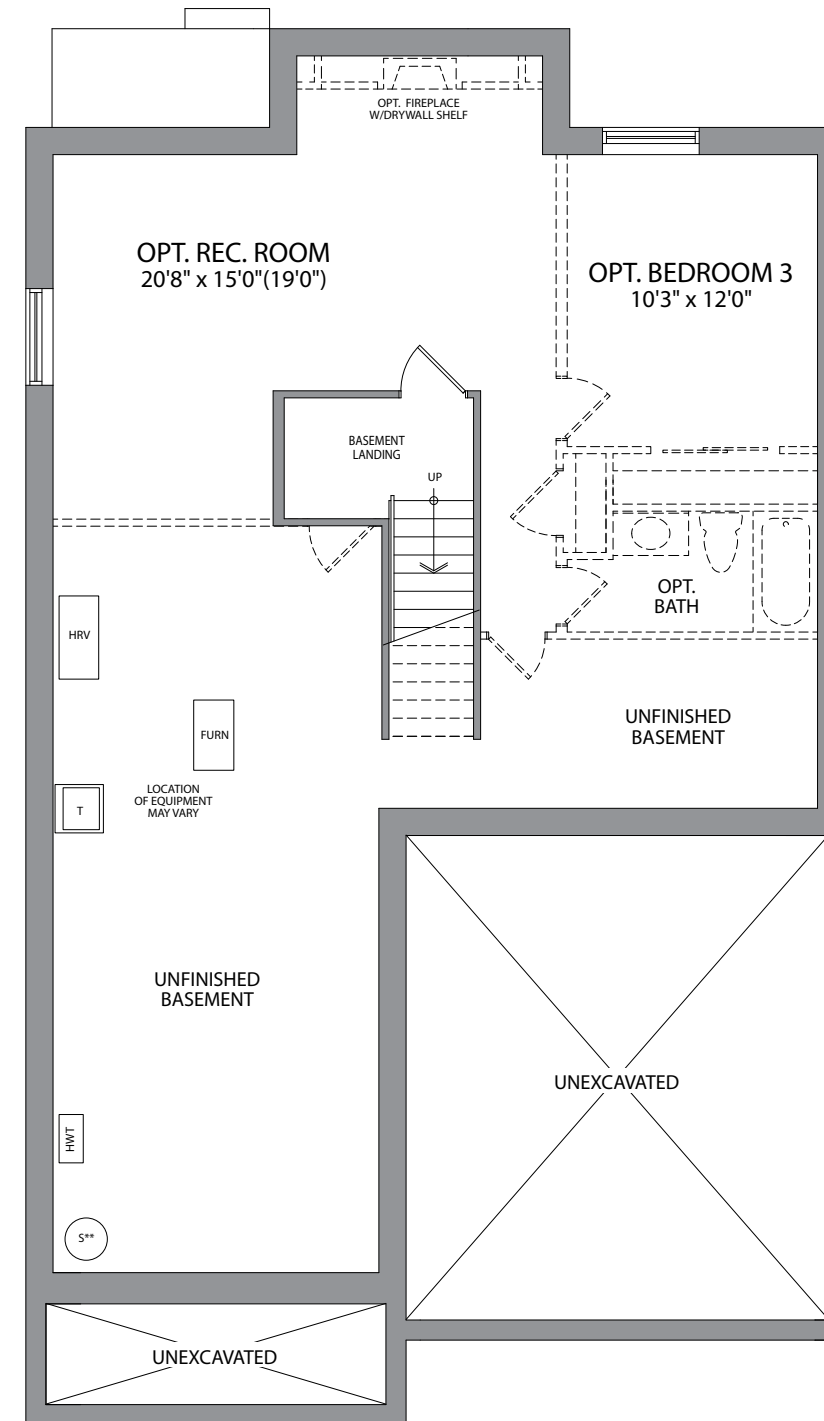 OPT. FIREPLACE
W/DRYWALL SHELF
OPT. REC. ROOM
20'8" x 15'0"(19'0")
OPT. BEDROOM 3
10'3" x 12'0"
BASEMENT
LANDING
UP
OPT.
BATH
HRV
FURN
UNFINISHED
BASEMENT
T
LOCATION
OF EQUIPMENT
MAY VARY
UNFINISHED
BASEMENT
UNEXCAVATED
HWT
S**
UNEXCAVATED